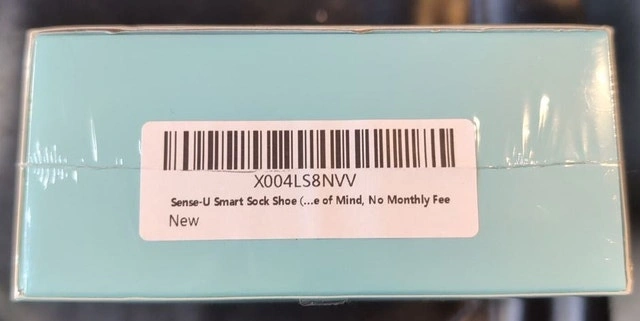 X004LS8NVV
Sense-U Smart Sock Shoe (...e of Mind, No Monthly Fee
New